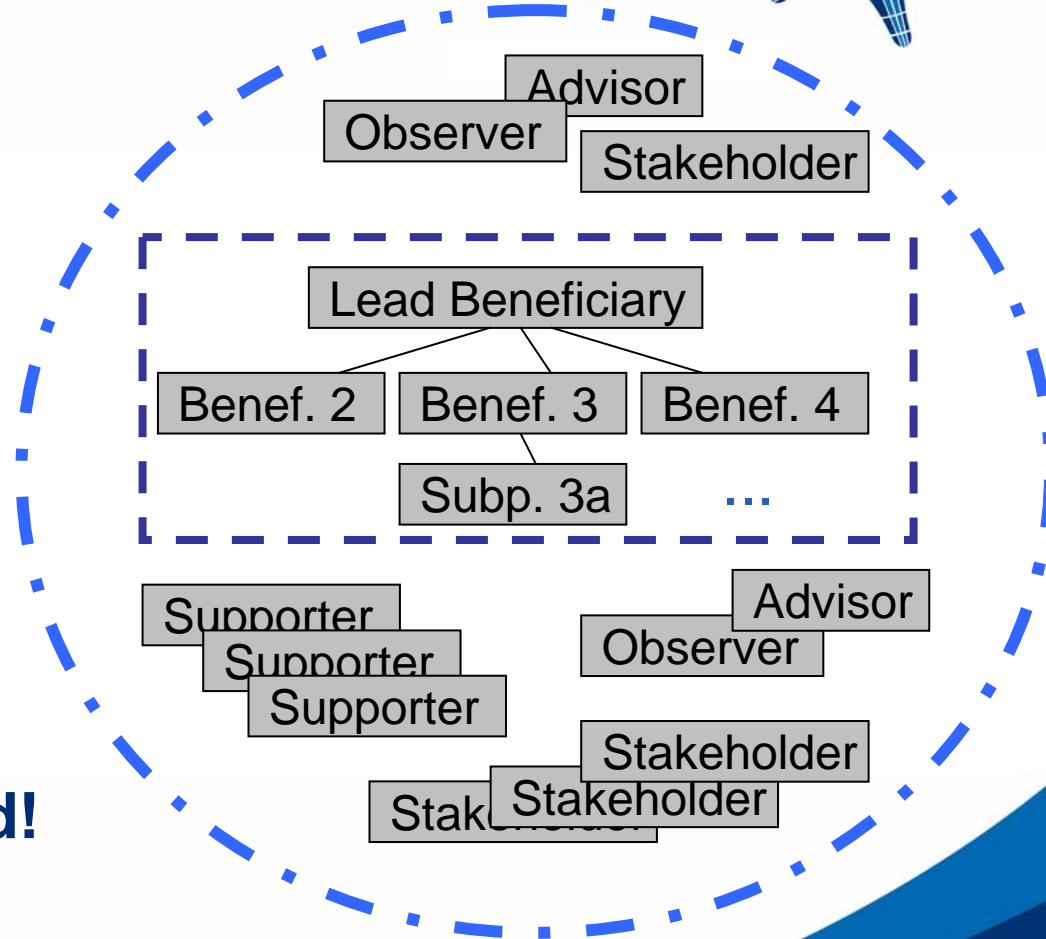 Advisor
Observer
Stakeholder
Lead Beneficiary
Benef. 2 Benef. 3 Benef. 4
Subp. 3a ...
Supporter
Advisor
Supporter
Observer
Supporter
Stakeholder
Stakeholder